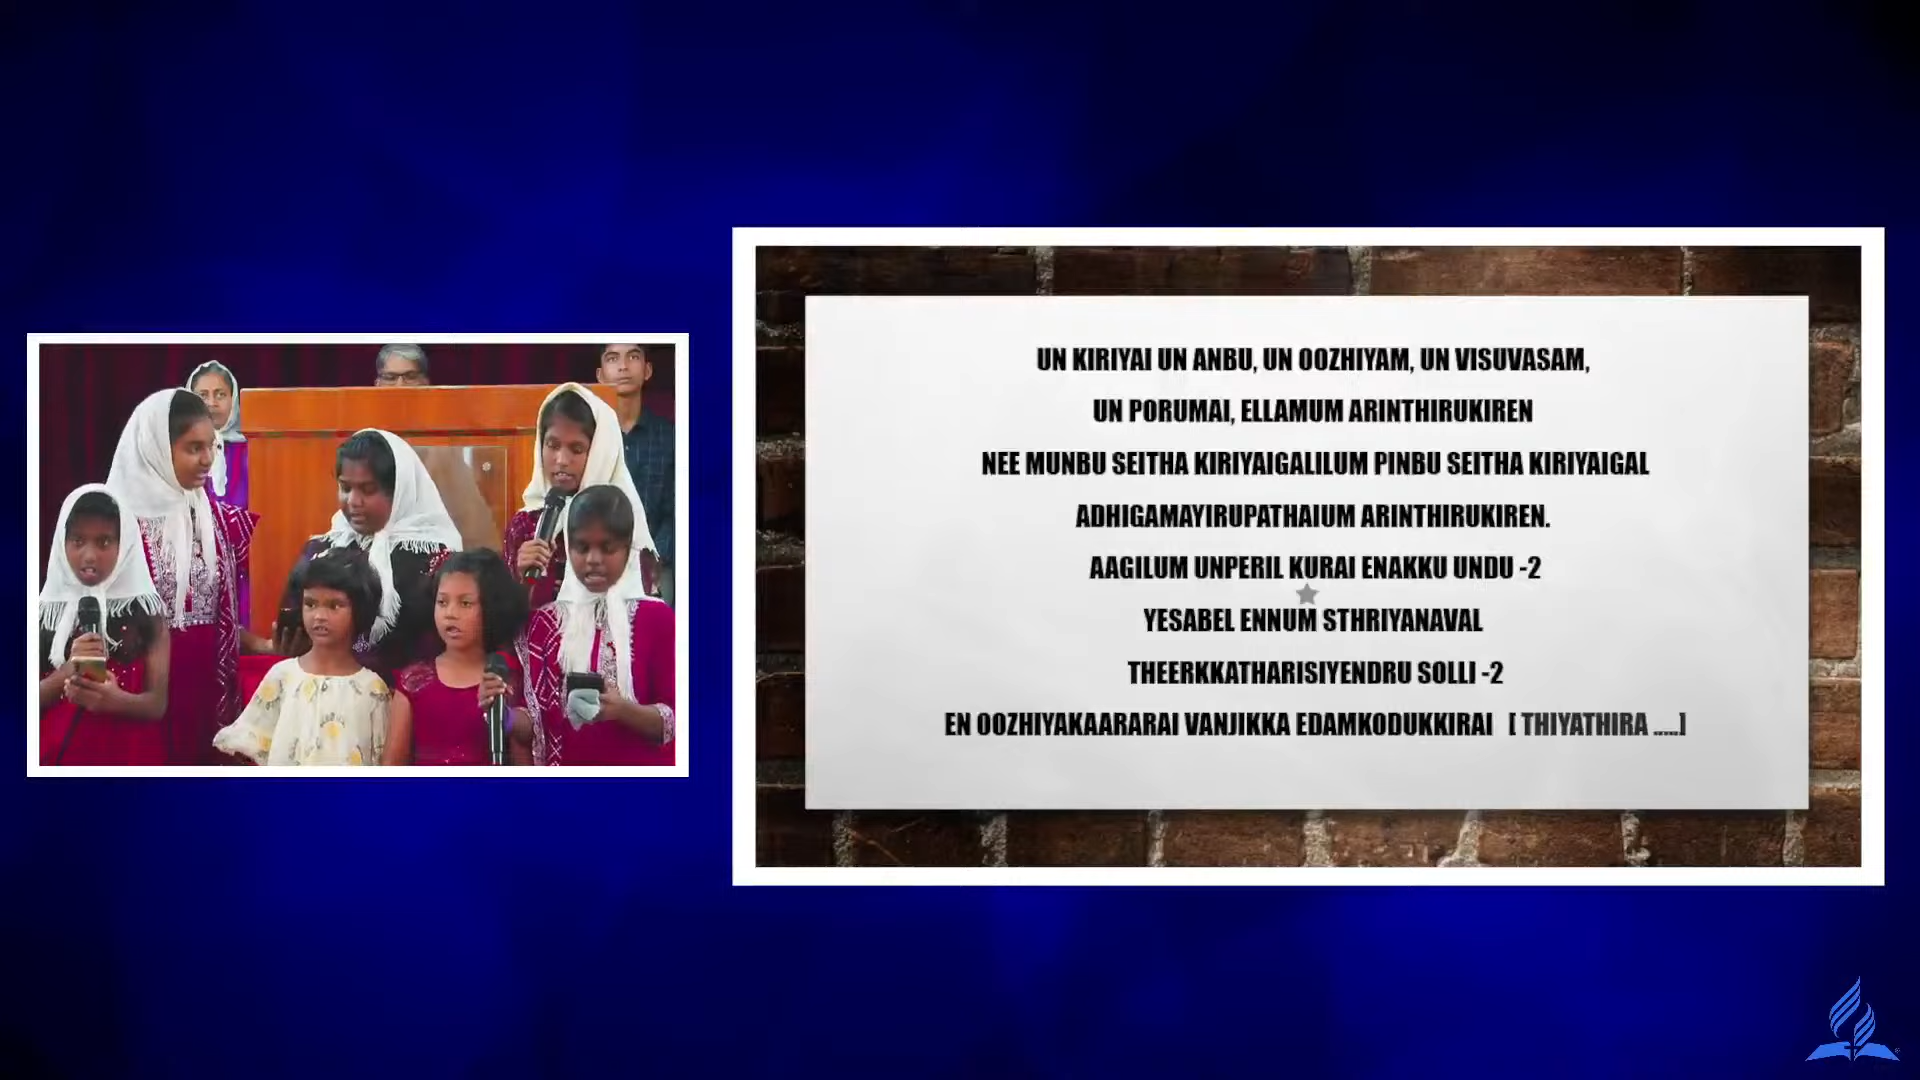 UN KIRIYAI UN ANBU, UN OOZHIYAM, UN VISUVASAM,
UN PORUMAI, ELLAMUM ARINTHIRUKIREN
NEE MUNBU SEITHA KIRIYAIGALILUM PINBU SEITHA KIRIYAIGAL
ADHIGAMAYIRUPATHAIUM ARINTHIRUKIREN.
AAGILUM UNPERIL KURAI ENAKKU UNDU -2
YESABEL ENNUM STHRIYANAVAL
THEERKKATHARISIYENDRU SOLLI -2
EN OOZHIYAKAARARAI VANJIKKA EDAMKODUKKIRAI [ THIYATHIRA .....]